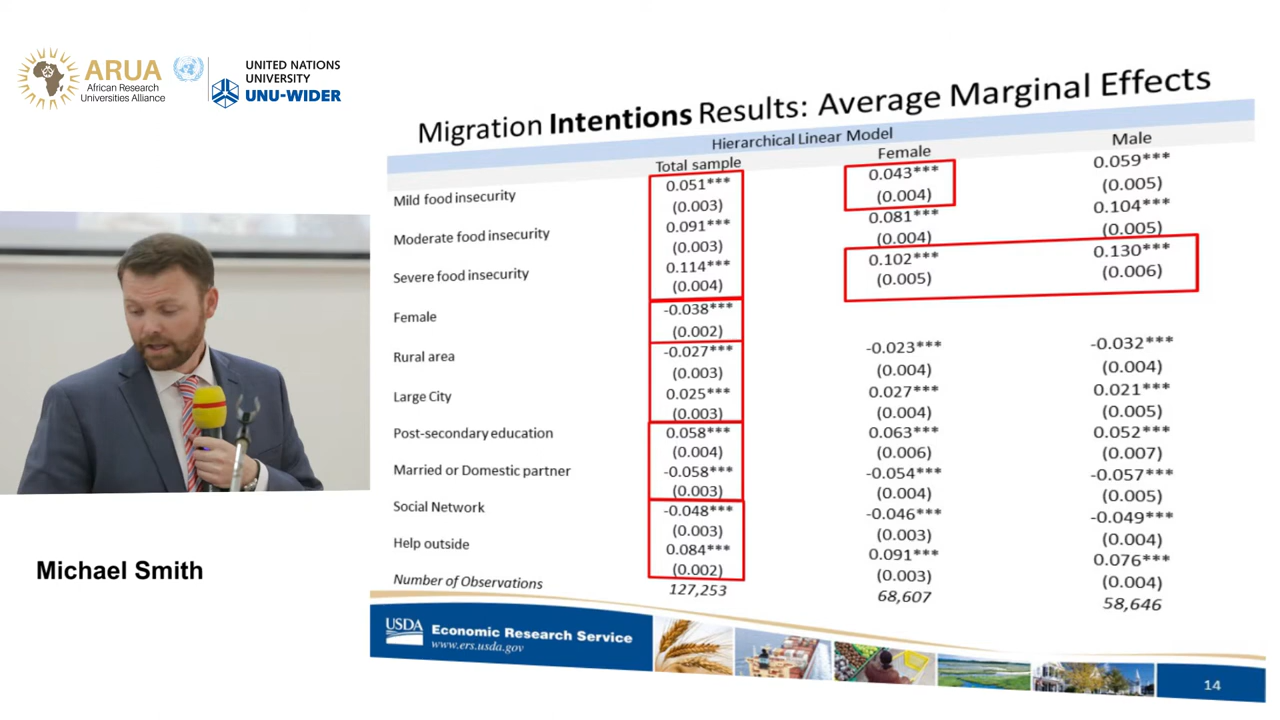 ARUA
African Research
Universities Alliance
UNITED NATIONS
UNIVERSITY
UNU-WIDER
Michael Smith
Migration Intentions Results: Average Marginal Effects
Hierarchical Linear Model
Total sample Female Male
Mild food insecurity 0.051*** 0.043*** 0.059***
(0.003) (0.004) (0.005)
Moderate food insecurity 0.091*** 0.081*** 0.104***
(0.003) (0.004) (0.005)
Severe food insecurity 0.114*** 0.102*** 0.130***
(0.004) (0.005) (0.006)
Female -0.038***
(0.002)
Rural area -0.027*** -0.023*** -0.032***
(0.003) (0.004) (0.004)
Large City 0.025*** 0.027*** 0.021***
(0.003) (0.004) (0.005)
Post-secondary education 0.058*** 0.063*** 0.052***
(0.004) (0.006) (0.007)
Married or Domestic partner -0.058*** -0.054*** -0.057***
(0.003) (0.004) (0.005)
Social Network -0.048*** -0.046*** -0.049***
(0.003) (0.003) (0.004)
Help outside 0.084*** 0.091*** 0.076***
(0.002) (0.003) (0.004)
Number of Observations 127,253 68,607 58,646
USDA Economic Research Service
www.ers.usda.gov
14